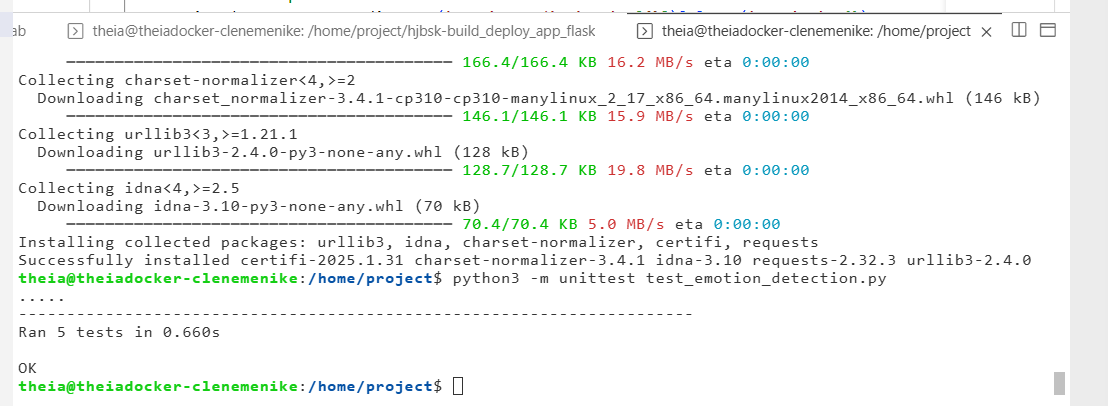 ab theia@theiadocker-clenemenike: /home/project/hjbsk-build_deploy_app_flask theia@theiadocker-clenemenike: /home/project ×
166.4/166.4 KB 16.2 MB/s eta 0:00:00
Collecting charset-normalizer<4,>=2
Downloading charset_normalizer-3.4.1-cp310-cp310-manylinux_2_17_x86_64.manylinux2014_x86_64.whl (146 kB)
146.1/146.1 KB 15.9 MB/s eta 0:00:00
Collecting urllib3<3,>=1.21.1
Downloading urllib3-2.4.0-py3-none-any.whl (128 kB)
128.7/128.7 KB 19.8 MB/s eta 0:00:00
Collecting idna<4,>=2.5
Downloading idna-3.10-py3-none-any.whl (70 kB)
70.4/70.4 KB 5.0 MB/s eta 0:00:00
Installing collected packages: urllib3, idna, charset-normalizer, certifi, requests
Successfully installed certifi-2025.1.31 charset-normalizer-3.4.1 idna-3.10 requests-2.32.3 urllib3-2.4.0
theia@theiadocker-clenemenike:/home/project$ python3 -m unittest test_emotion_detection.py
.....
----------------------------------------------------------------------
Ran 5 tests in 0.660s
OK
theia@theiadocker-clenemenike:/home/project$